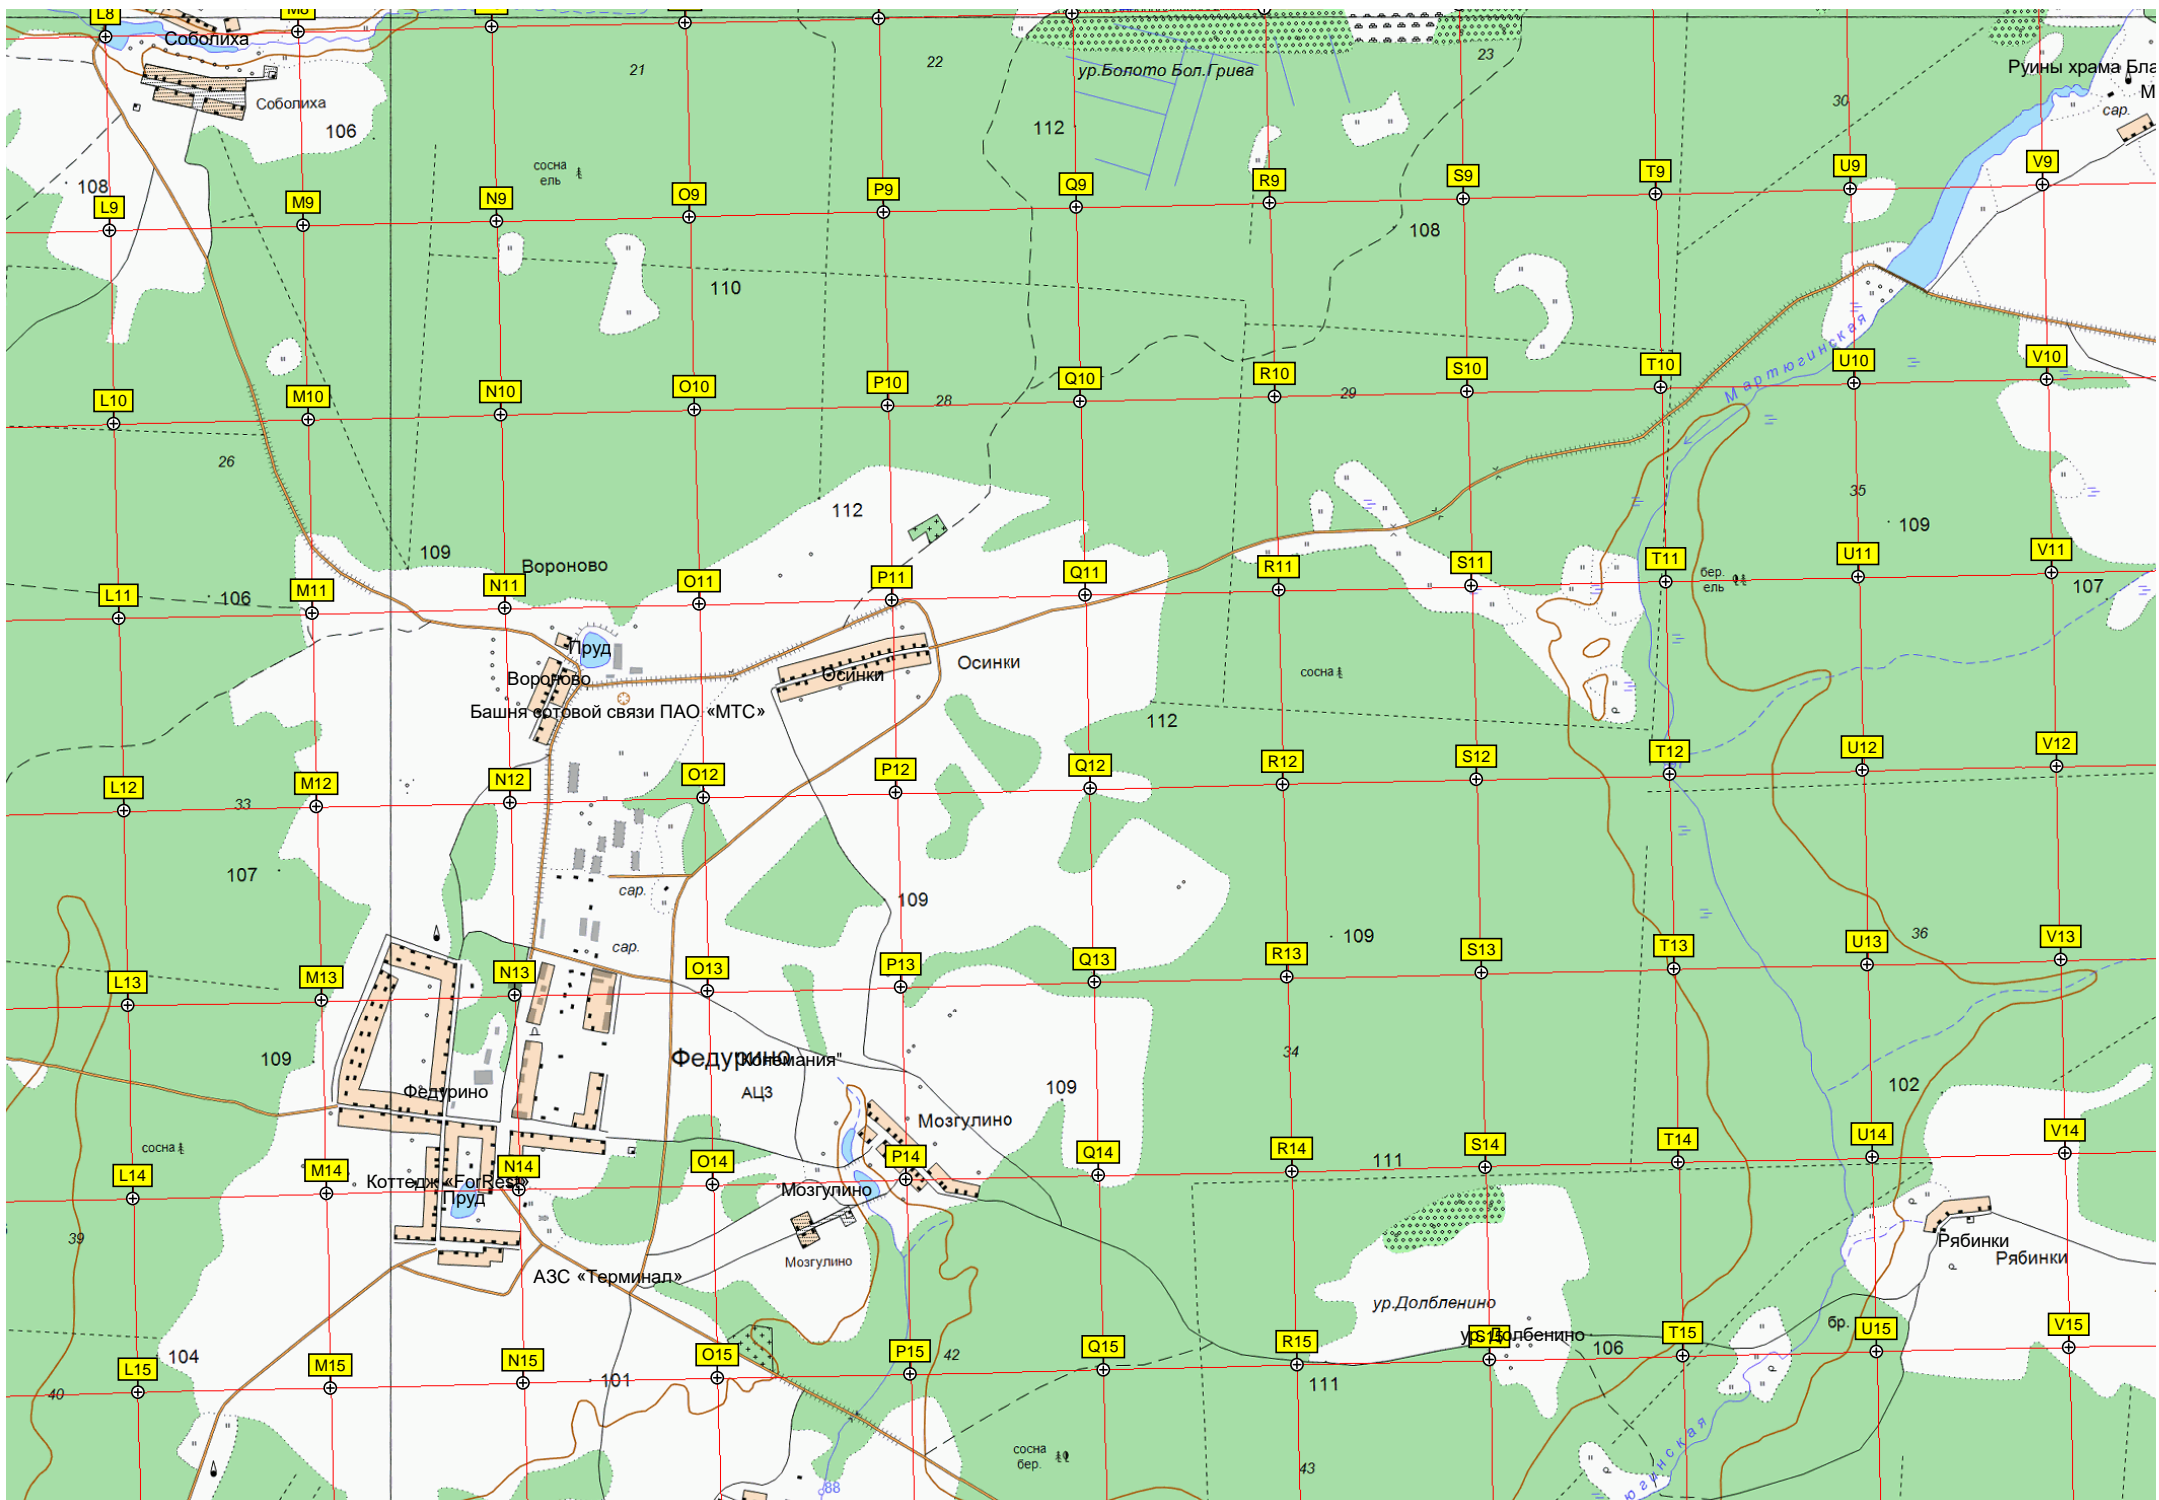 L8
M8
Соболиха
21
22
ур.Болото Бол.Грива
23
Руины храма Бла
М
сар.
30
Соболиха
106
112
сосна
ель
108
L9
M9
N9
O9
P9
Q9
R9
S9
T9
U9
V9
108
110
Мартюгинская
L10
M10
N10
O10
P10
Q10
R10
S10
T10
U10
V10
28
29
26
35
112
109
109
Вороново
L11
M11
N11
O11
P11
Q11
R11
S11
T11
U11
V11
бер.
ель
106
107
Пруд
Осинки
Осинки
Вороново
сосна
Башня сотовой связи ПАО «МТС»
112
L12
M12
N12
O12
P12
Q12
R12
S12
T12
U12
V12
33
107
сар.
109
сар.
109
36
L13
M13
N13
O13
P13
Q13
R13
S13
T13
U13
V13
109
Федурино
АЦЗ
34
109
102
Федурино
Мозгулино
сосна
L14
M14
N14
O14
P14
Q14
R14
S14
T14
U14
V14
111
Коттедж «ForRest»
Пруд
Мозгулино
39
Рябинки
Рябинки
Мозгулино
АЗС «Терминал»
ур.Долбленино
ур. Долбенино
бр.
106
104
L15
M15
N15
O15
P15
Q15
R15
S15
T15
U15
V15
42
40
101
111
сосна
бер.
43
88